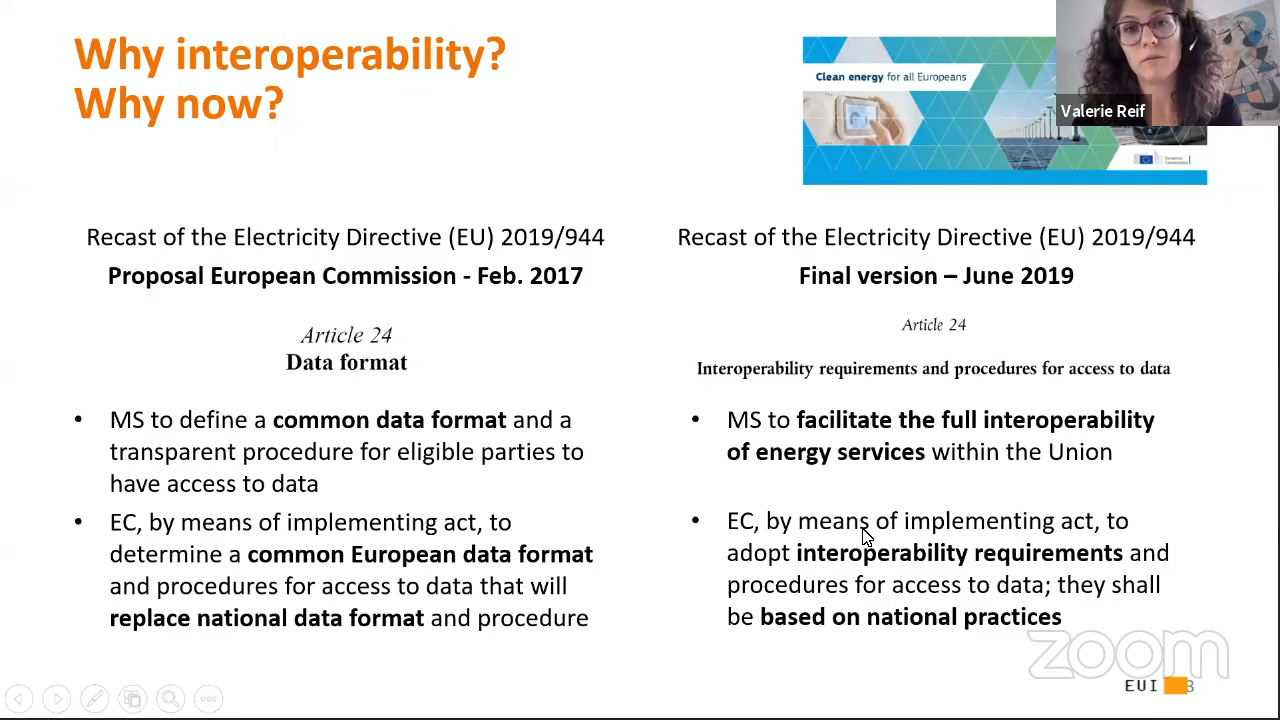 Why interoperability?
Why now?
Clean energy for all Europeans
Valerie Reif
European
Commission
Recast of the Electricity Directive (EU) 2019/944
Proposal European Commission - Feb. 2017
Article 24
Data format
• MS to define a common data format and a
transparent procedure for eligible parties to
have access to data
• EC, by means of implementing act, to
determine a common European data format
and procedures for access to data that will
replace national data format and procedure
Recast of the Electricity Directive (EU) 2019/944
Final version – June 2019
Article 24
Interoperability requirements and procedures for access to data
• MS to facilitate the full interoperability
of energy services within the Union
• EC, by means of implementing act, to
adopt interoperability requirements and
procedures for access to data; they shall
be based on national practices
zoom
EUI 3